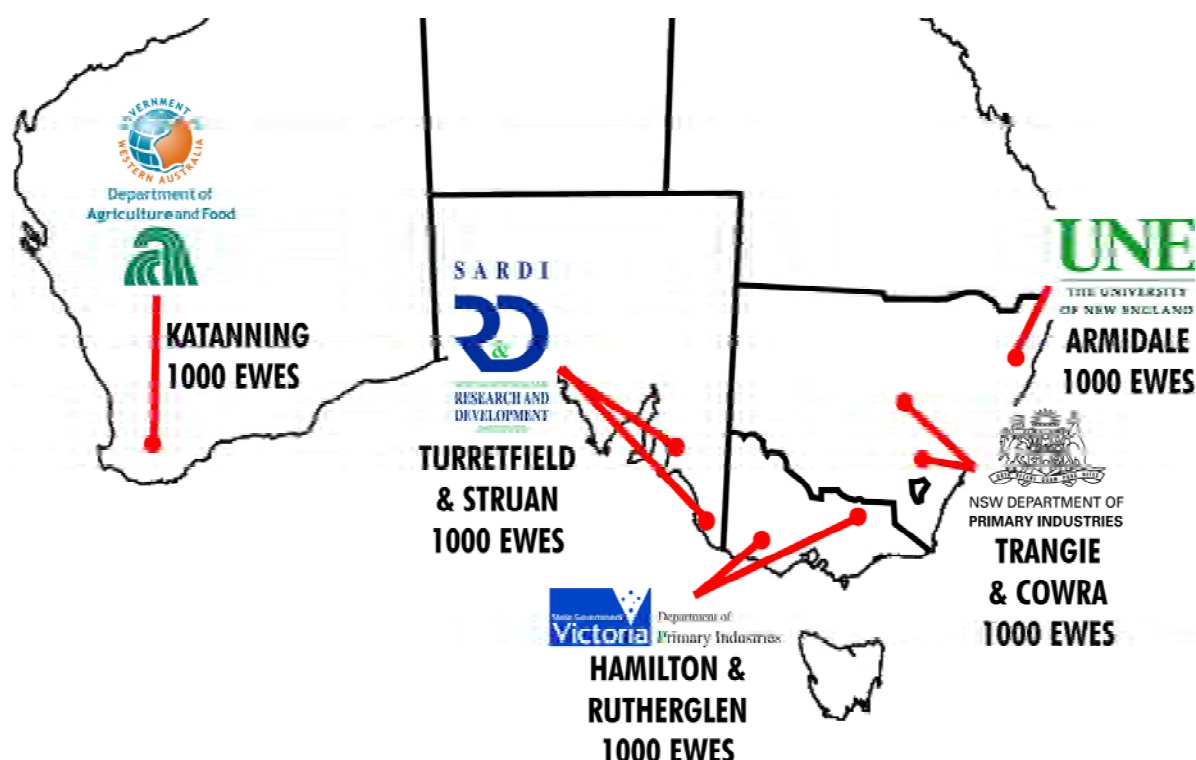 GOVERNMENT
WESTERN AUSTRALIA
Department of
Agriculture and Food
KATANNING
1000 EWES
SARDI
R&D
RESEARCH AND
DEVELOPMENT
TURRETFIELD
& STRUAN
1000 EWES
UNE
THE UNIVERSITY
OF NEW ENGLAND
ARMIDALE
1000 EWES
NSW DEPARTMENT OF
PRIMARY INDUSTRIES
TRANGIE
& COWRA
1000 EWES
State Government
Victoria
Department of
Primary Industries
HAMILTON &
RUTHERGLEN
1000 EWES